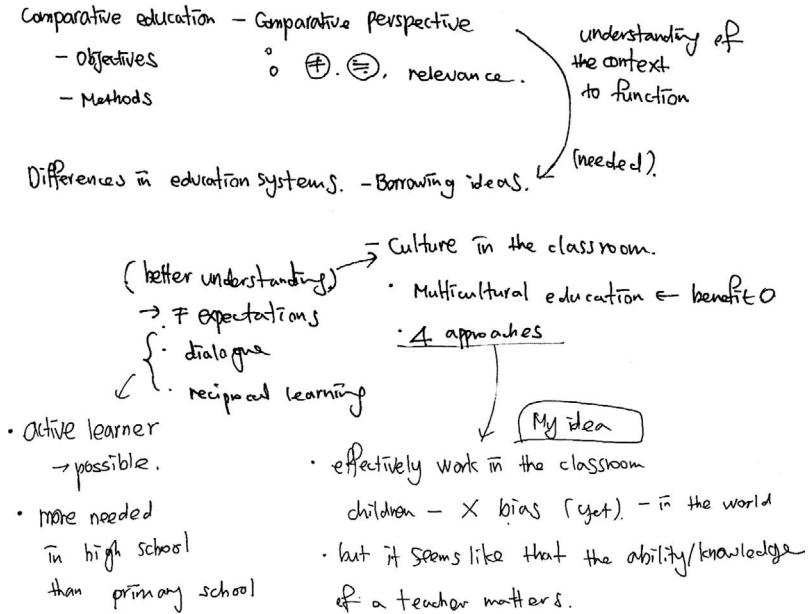 Comparative education - Comparative perspective
- Objectives
- Methods
: ≠. ≒. relevance.
understanding of
the context
to function
(needed).
Differences in education systems. - Borrowing ideas.
- Culture in the classroom.
(better understanding)
→ ≠ expectations
· dialogue
· reciprocal learning
· Multicultural education ← benefit O
· 4 approaches
· active learner
→ possible.
· more needed
in high school
than primary school
My idea
· effectively work in the classroom
children - X bias (yet) - in the world
· but it seems like that the ability/knowledge
of a teacher matters.